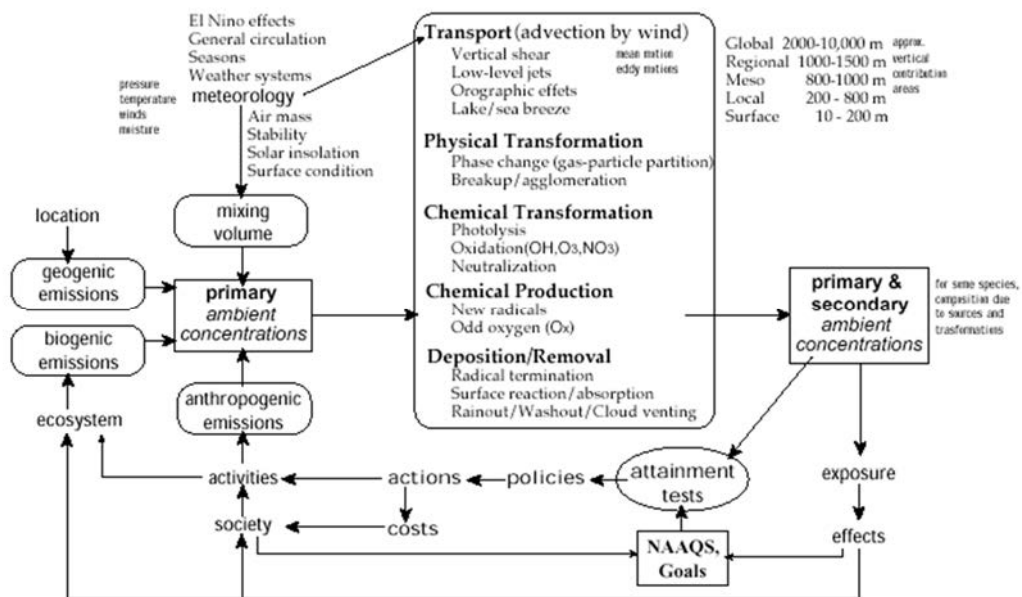 El Nino effects
General circulation
Seasons
Weather systems
meteorology
pressure
temperature
winds
moisture
Air mass
Stability
Solar insolation
Surface condition
Transport (advection by wind)
Vertical shear
Low-level jets
Orographic effets
Lake/sea breeze
mean motion
eddy motions
Physical Transformation
Phase change (gas-particle partition)
Breakup/agglomeration
Chemical Transformation
Photolysis
Oxidation(OH,O3,NO3)
Neutralization
Chemical Production
New radicals
Odd oxygen (Ox)
Deposition/Removal
Radical termination
Surface reaction/absorption
Rainout/Washout/Cloud venting
Global 2000-10,000 m
Regional 1000-1500 m
Meso 800-1000 m
Local 200 - 800 m
Surface 10 - 200 m
approx.
vertical
contribution
areas
location
mixing
volume
geogenic
emissions
primary
ambient
concentrations
biogenic
emissions
anthropogenic
emissions
ecosystem
primary &
secondary
ambient
concentrations
for some species,
composition due
to sources and
trasformations
activities
actions
policies
attainment
tests
exposure
society
costs
NAAQS,
Goals
effects